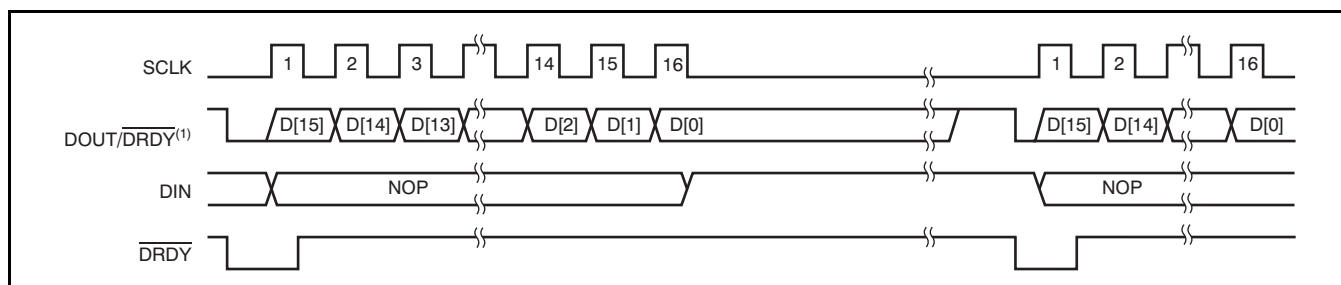 SCLK 1 2 3 14 15 16 1 2 16
DOUT/DRDY(1) D[15] D[14] D[13] D[2] D[1] D[0] D[15] D[14] D[0]
DIN NOP NOP
DRDY